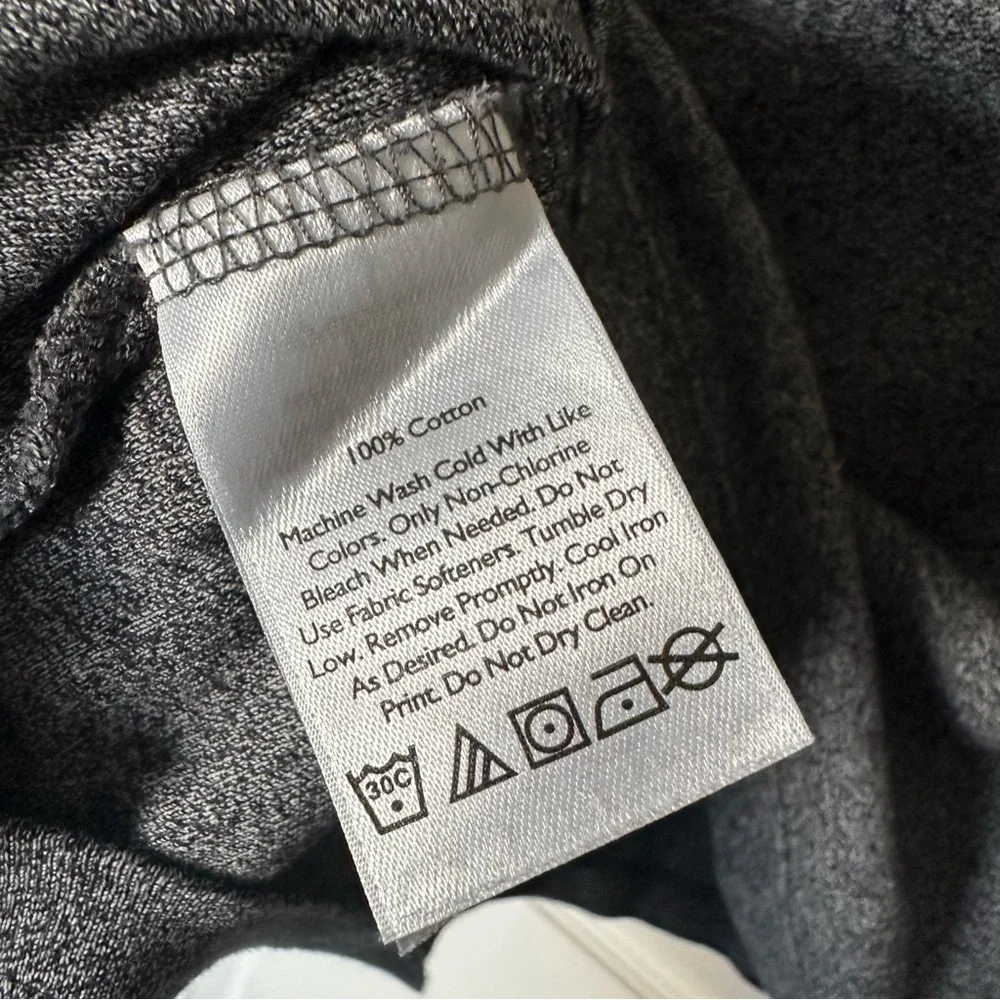 100% Cotton
Machine Wash Cold With Like
Colors. Only Non-Chlorine
Bleach When Needed. Do Not
Use Fabric Softeners. Tumble Dry
Low. Remove Promptly. Cool Iron
As Desired. Do Not Iron On
Print. Do Not Dry Clean.
30C